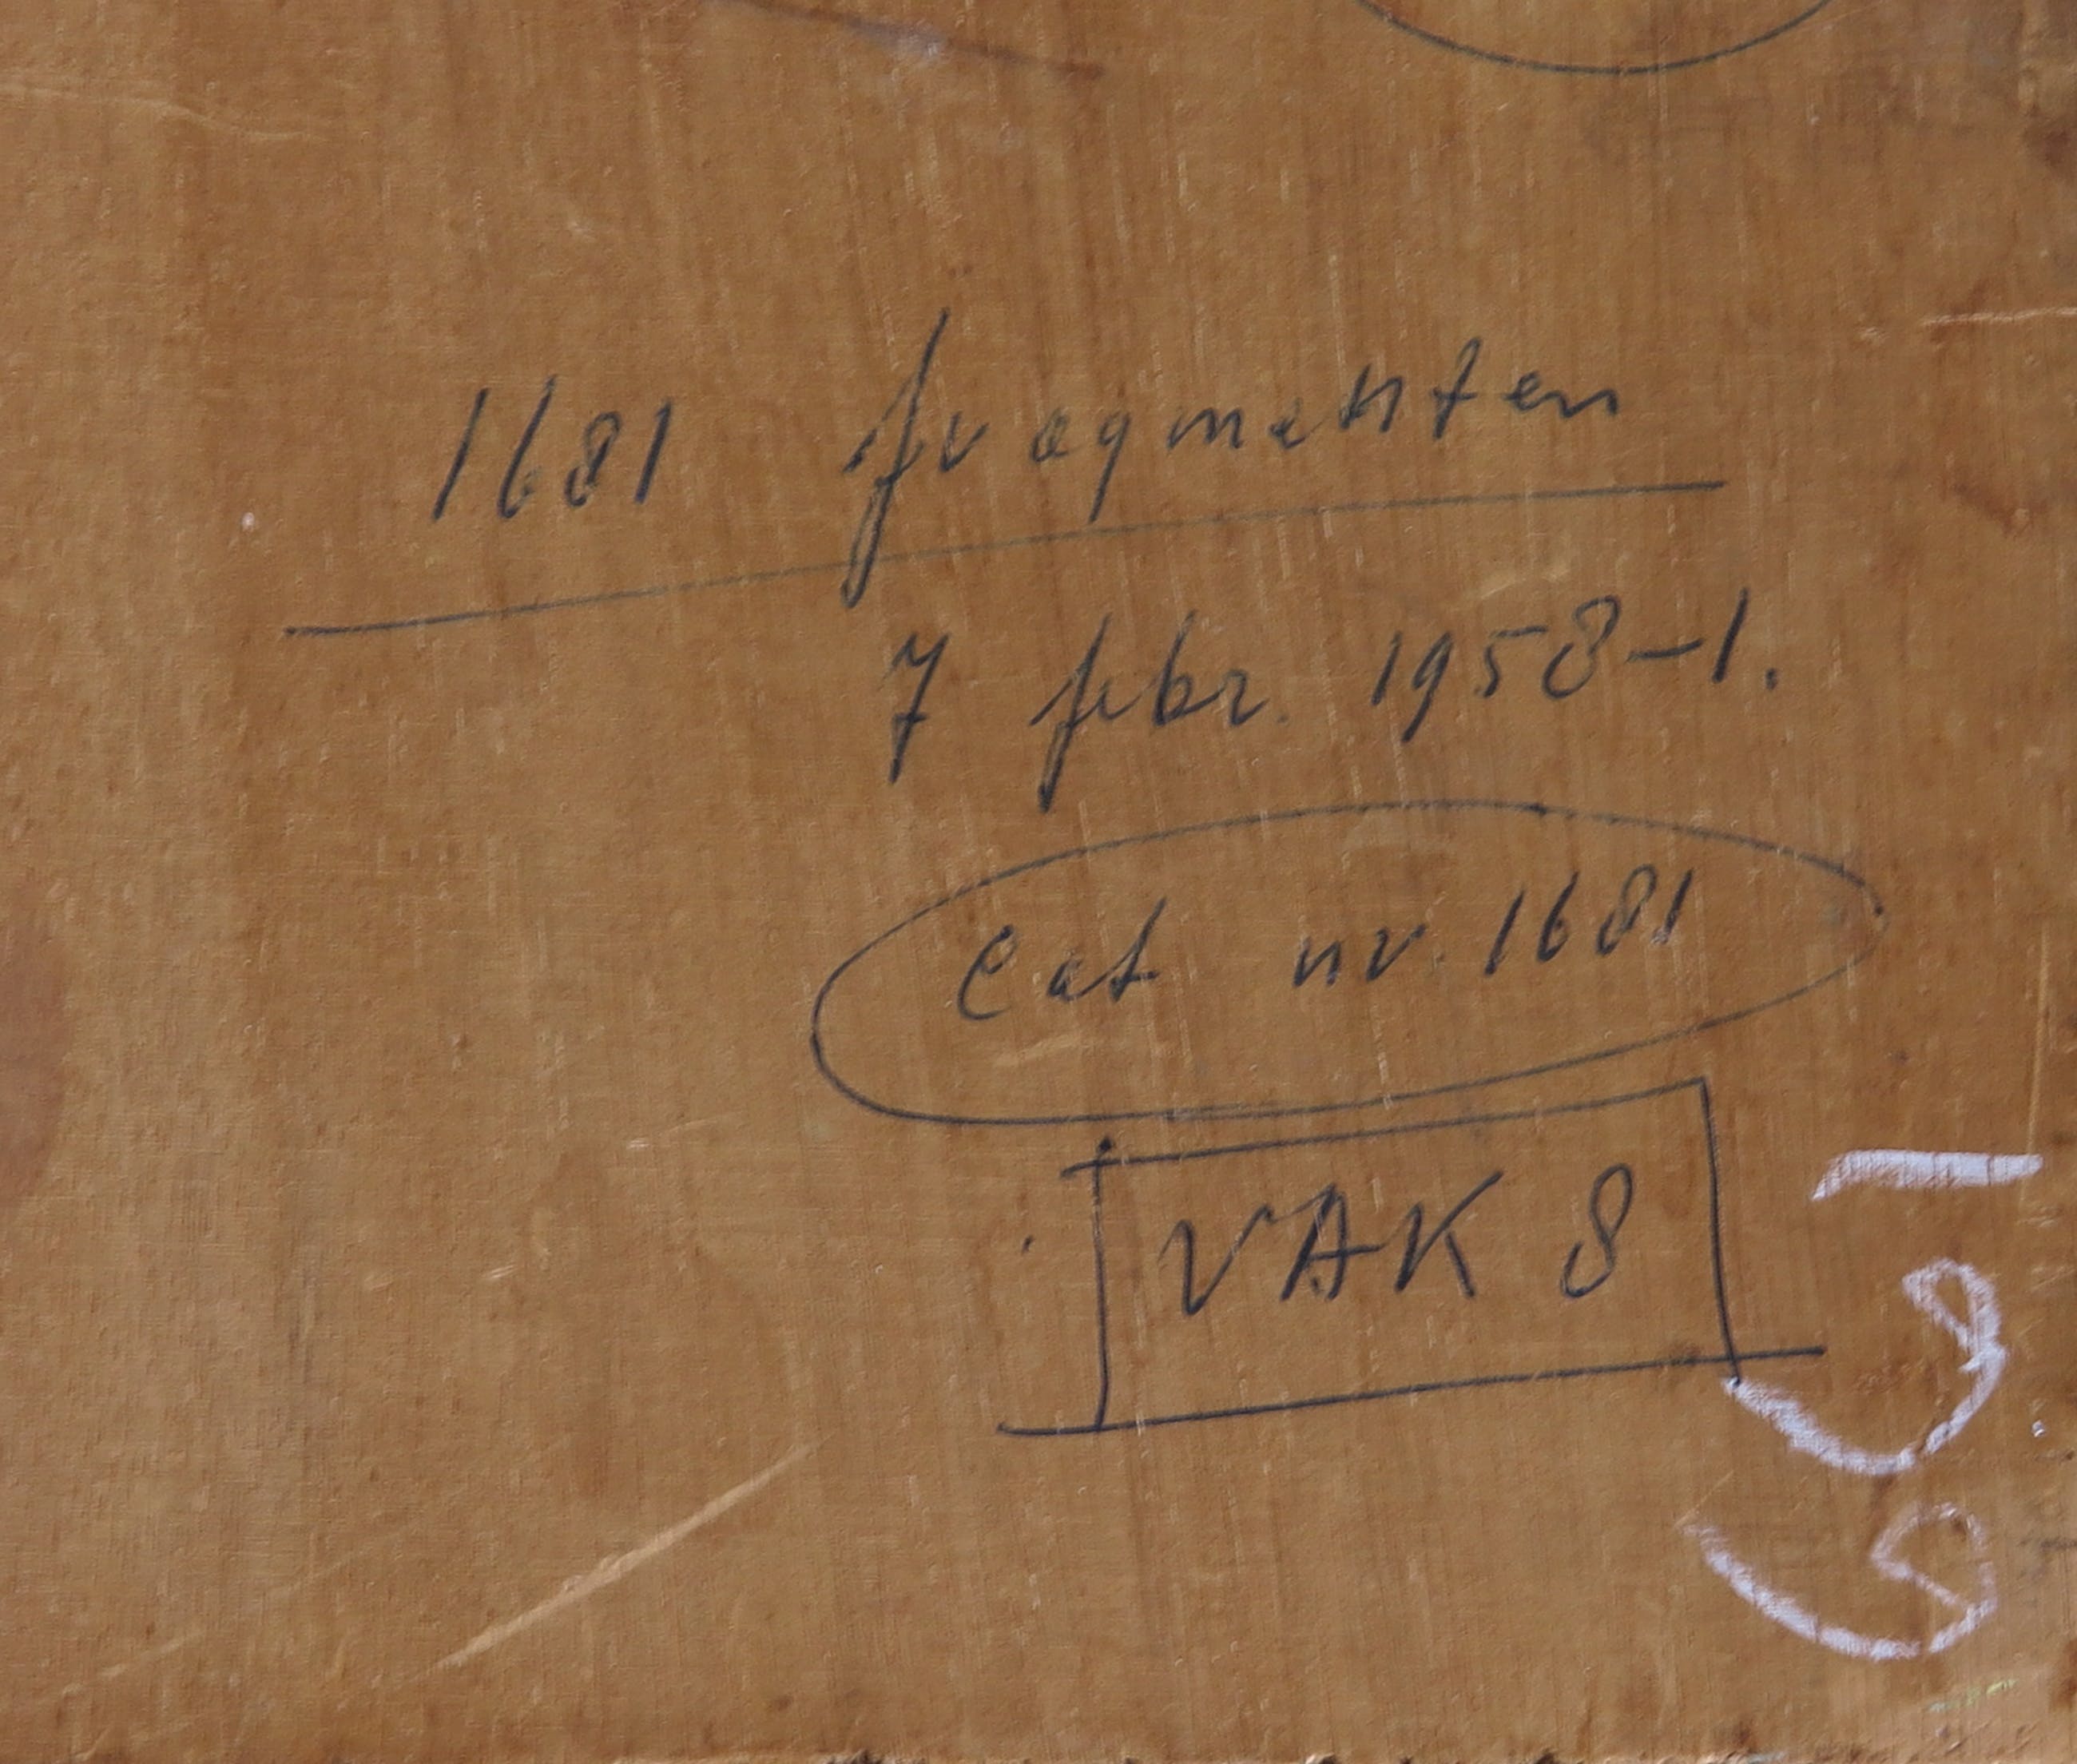 1681 fragmenten
7 febr. 1958-1.
Cat nr. 1681
VAK 8